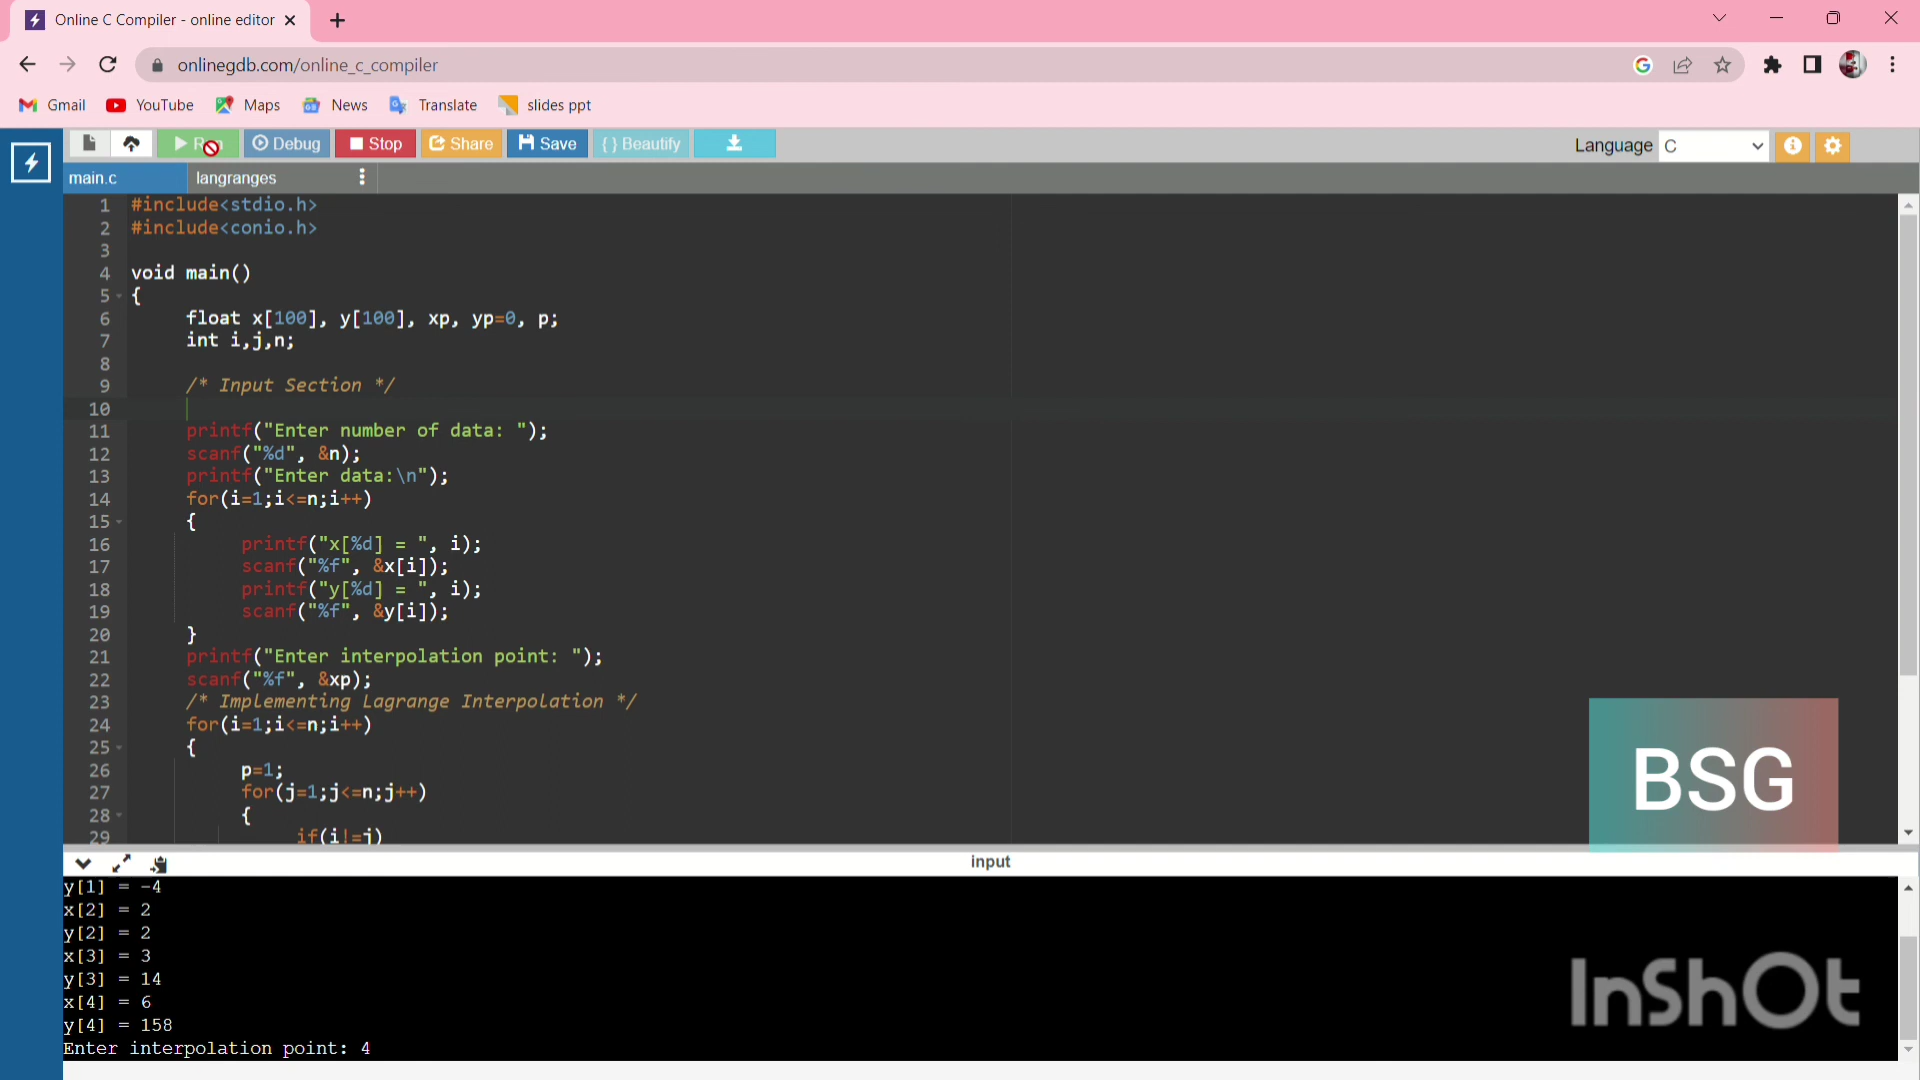 Online C Compiler - online editor
onlinegdb.com/online_c_compiler
Gmail YouTube Maps News Translate slides ppt
Debug Stop Share Save {} Beautify Language C
main.c langranges
1 #include<stdio.h>
2 #include<conio.h>
3
4 void main()
5 {
6 float x[100], y[100], xp, yp=0, p;
7 int i,j,n;
8
9 /* Input Section */
10
11 printf("Enter number of data: ");
12 scanf("%d", &n);
13 printf("Enter data:\n");
14 for(i=1;i<=n;i++)
15 {
16 printf("x[%d] = ", i);
17 scanf("%f", &x[i]);
18 printf("y[%d] = ", i);
19 scanf("%f", &y[i]);
20 }
21 printf("Enter interpolation point: ");
22 scanf("%f", &xp);
23 /* Implementing Lagrange Interpolation */
24 for(i=1;i<=n;i++)
25 {
26 p=1;
27 for(j=1;j<=n;j++)
28 {
29 if(i!=j)
BSG
input
y[1] = -4
x[2] = 2
y[2] = 2
x[3] = 3
y[3] = 14
x[4] = 6
y[4] = 158
Enter interpolation point: 4
InShOt